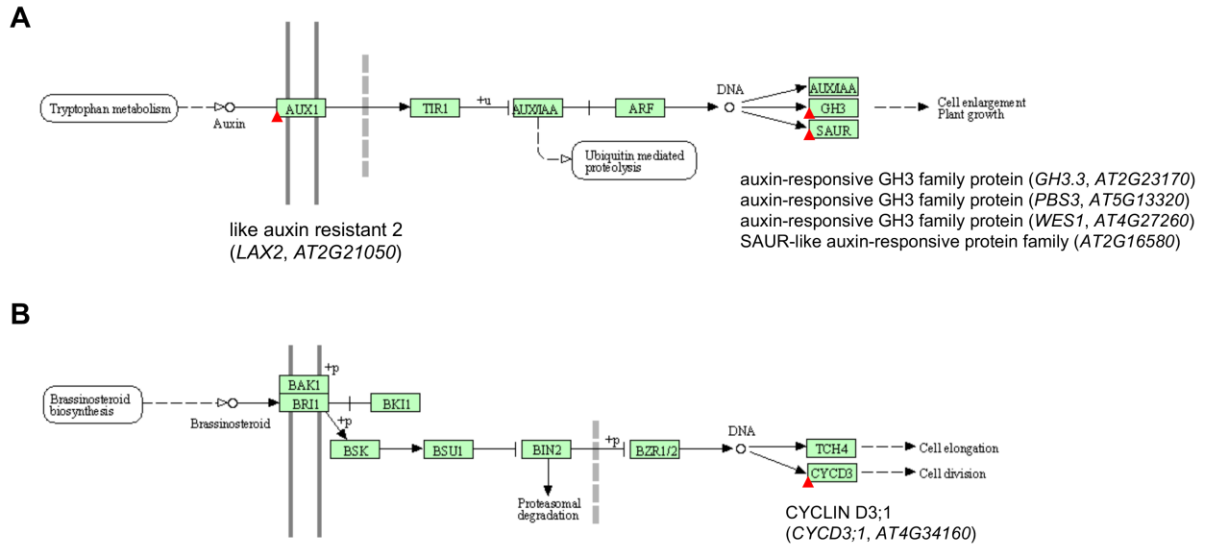 A
Tryptophan metabolism
Auxin
AUX1
TIR1
+u
AUX/IAA
ARF
DNA
AUX/IAA
GH3
SAUR
Cell enlargement
Plant growth
Ubiquitin mediated
proteolysis
like auxin resistant 2
(LAX2, AT2G21050)
auxin-responsive GH3 family protein (GH3.3, AT2G23170)
auxin-responsive GH3 family protein (PBS3, AT5G13320)
auxin-responsive GH3 family protein (WES1, AT4G27260)
SAUR-like auxin-responsive protein family (AT2G16580)
B
Brassinosteroid
biosynthesis
Brassinosteroid
BAK1
+p
BRI1
BKI1
+p
BSK
BSU1
BIN2
+p
BZR1/2
DNA
TCH4
Cell elongation
CYCD3
Cell division
Proteasomal
degradation
CYCLIN D3;1
(CYCD3;1, AT4G34160)